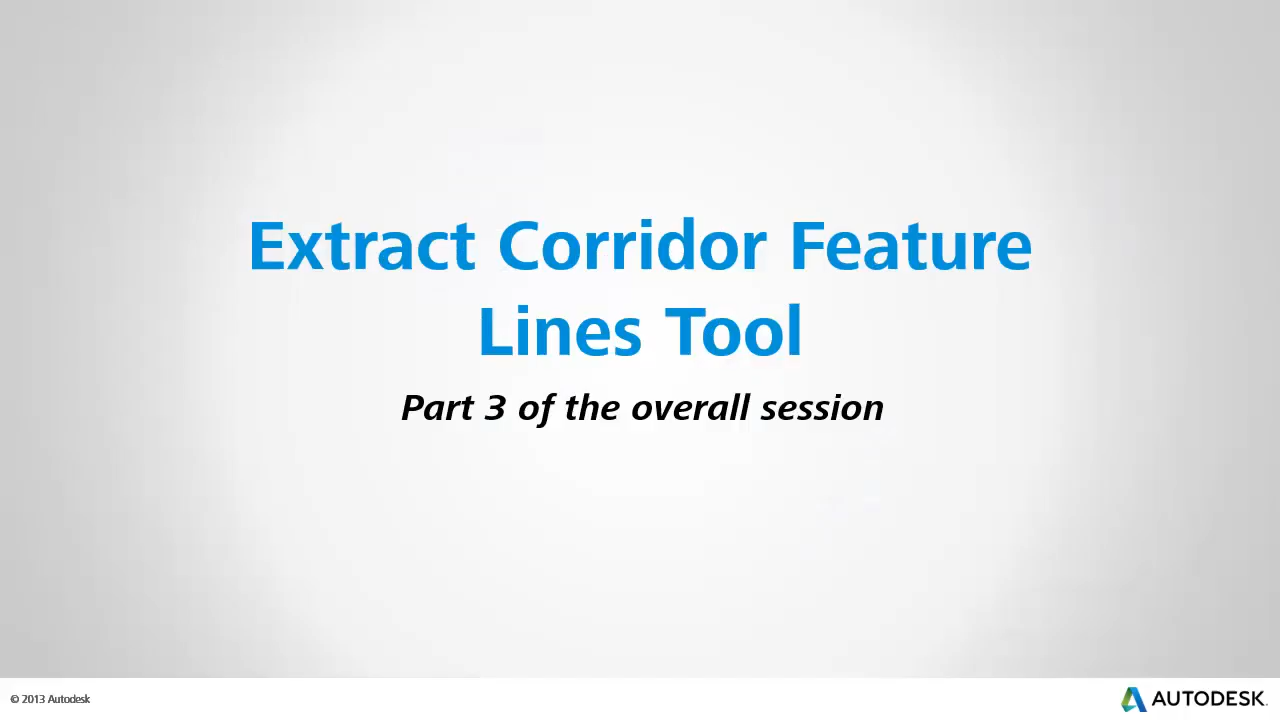 Extract Corridor Feature
Lines Tool
Part 3 of the overall session
© 2013 Autodesk
AUTODESK.